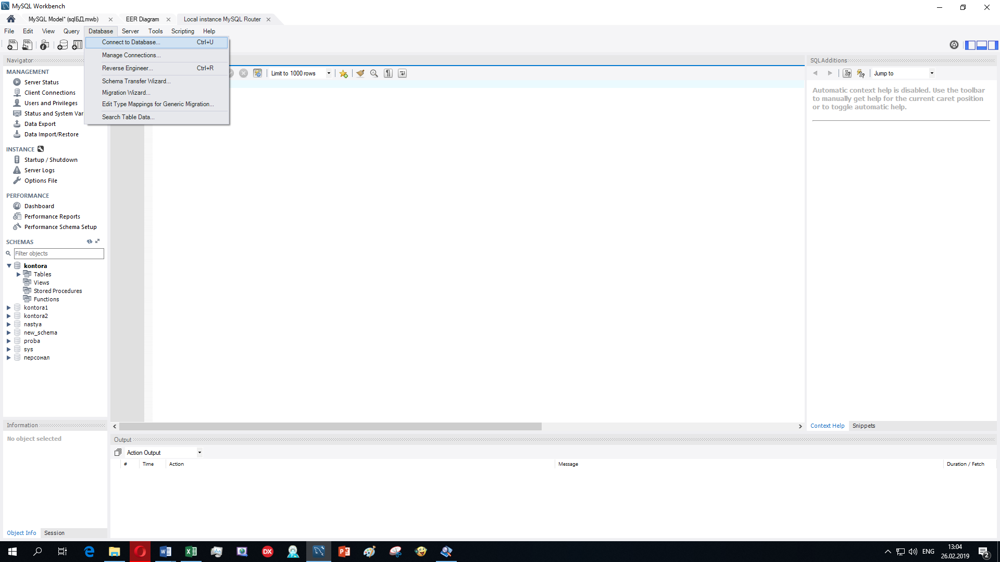 MySQL Workbench
MySQL Model* (sqlБД.mwb)
EER Diagram
Local instance MySQL Router
File Edit View Query Database Server Tools Scripting Help
Connect to Database... Ctrl+U
Manage Connections...
Reverse Engineer... Ctrl+R
Schema Transfer Wizard...
Migration Wizard...
Edit Type Mappings for Generic Migration...
Search Table Data...
Navigator
MANAGEMENT
Server Status
Client Connections
Users and Privileges
Status and System Var
Data Export
Data Import/Restore
INSTANCE
Startup / Shutdown
Server Logs
Options File
PERFORMANCE
Dashboard
Performance Reports
Performance Schema Setup
SCHEMAS
Filter objects
kontora
Tables
Views
Stored Procedures
Functions
kontora1
kontora2
nastya
new_schema
proba
sys
персонал
Information
No object selected
Object Info Session
Limit to 1000 rows
SQLAdditions
Jump to
Automatic context help is disabled. Use the toolbar
to manually get help for the current caret position
or to toggle automatic help.
Context Help Snippets
Output
Action Output
# Time Action Message Duration / Fetch
ENG
13:04
26.02.2019
2